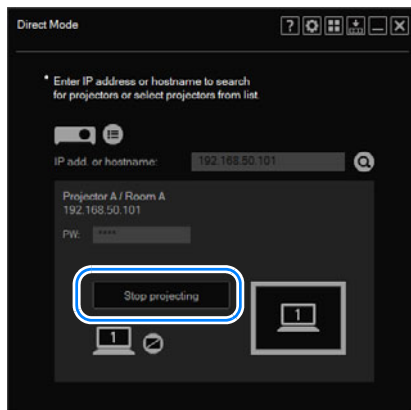 Direct Mode
?
* Enter IP address or hostname to search
for projectors or select projectors from list.
IP add. or hostname: 192.168.50.101
Projector A / Room A
192.168.50.101
PW: ****
Stop projecting
1
1